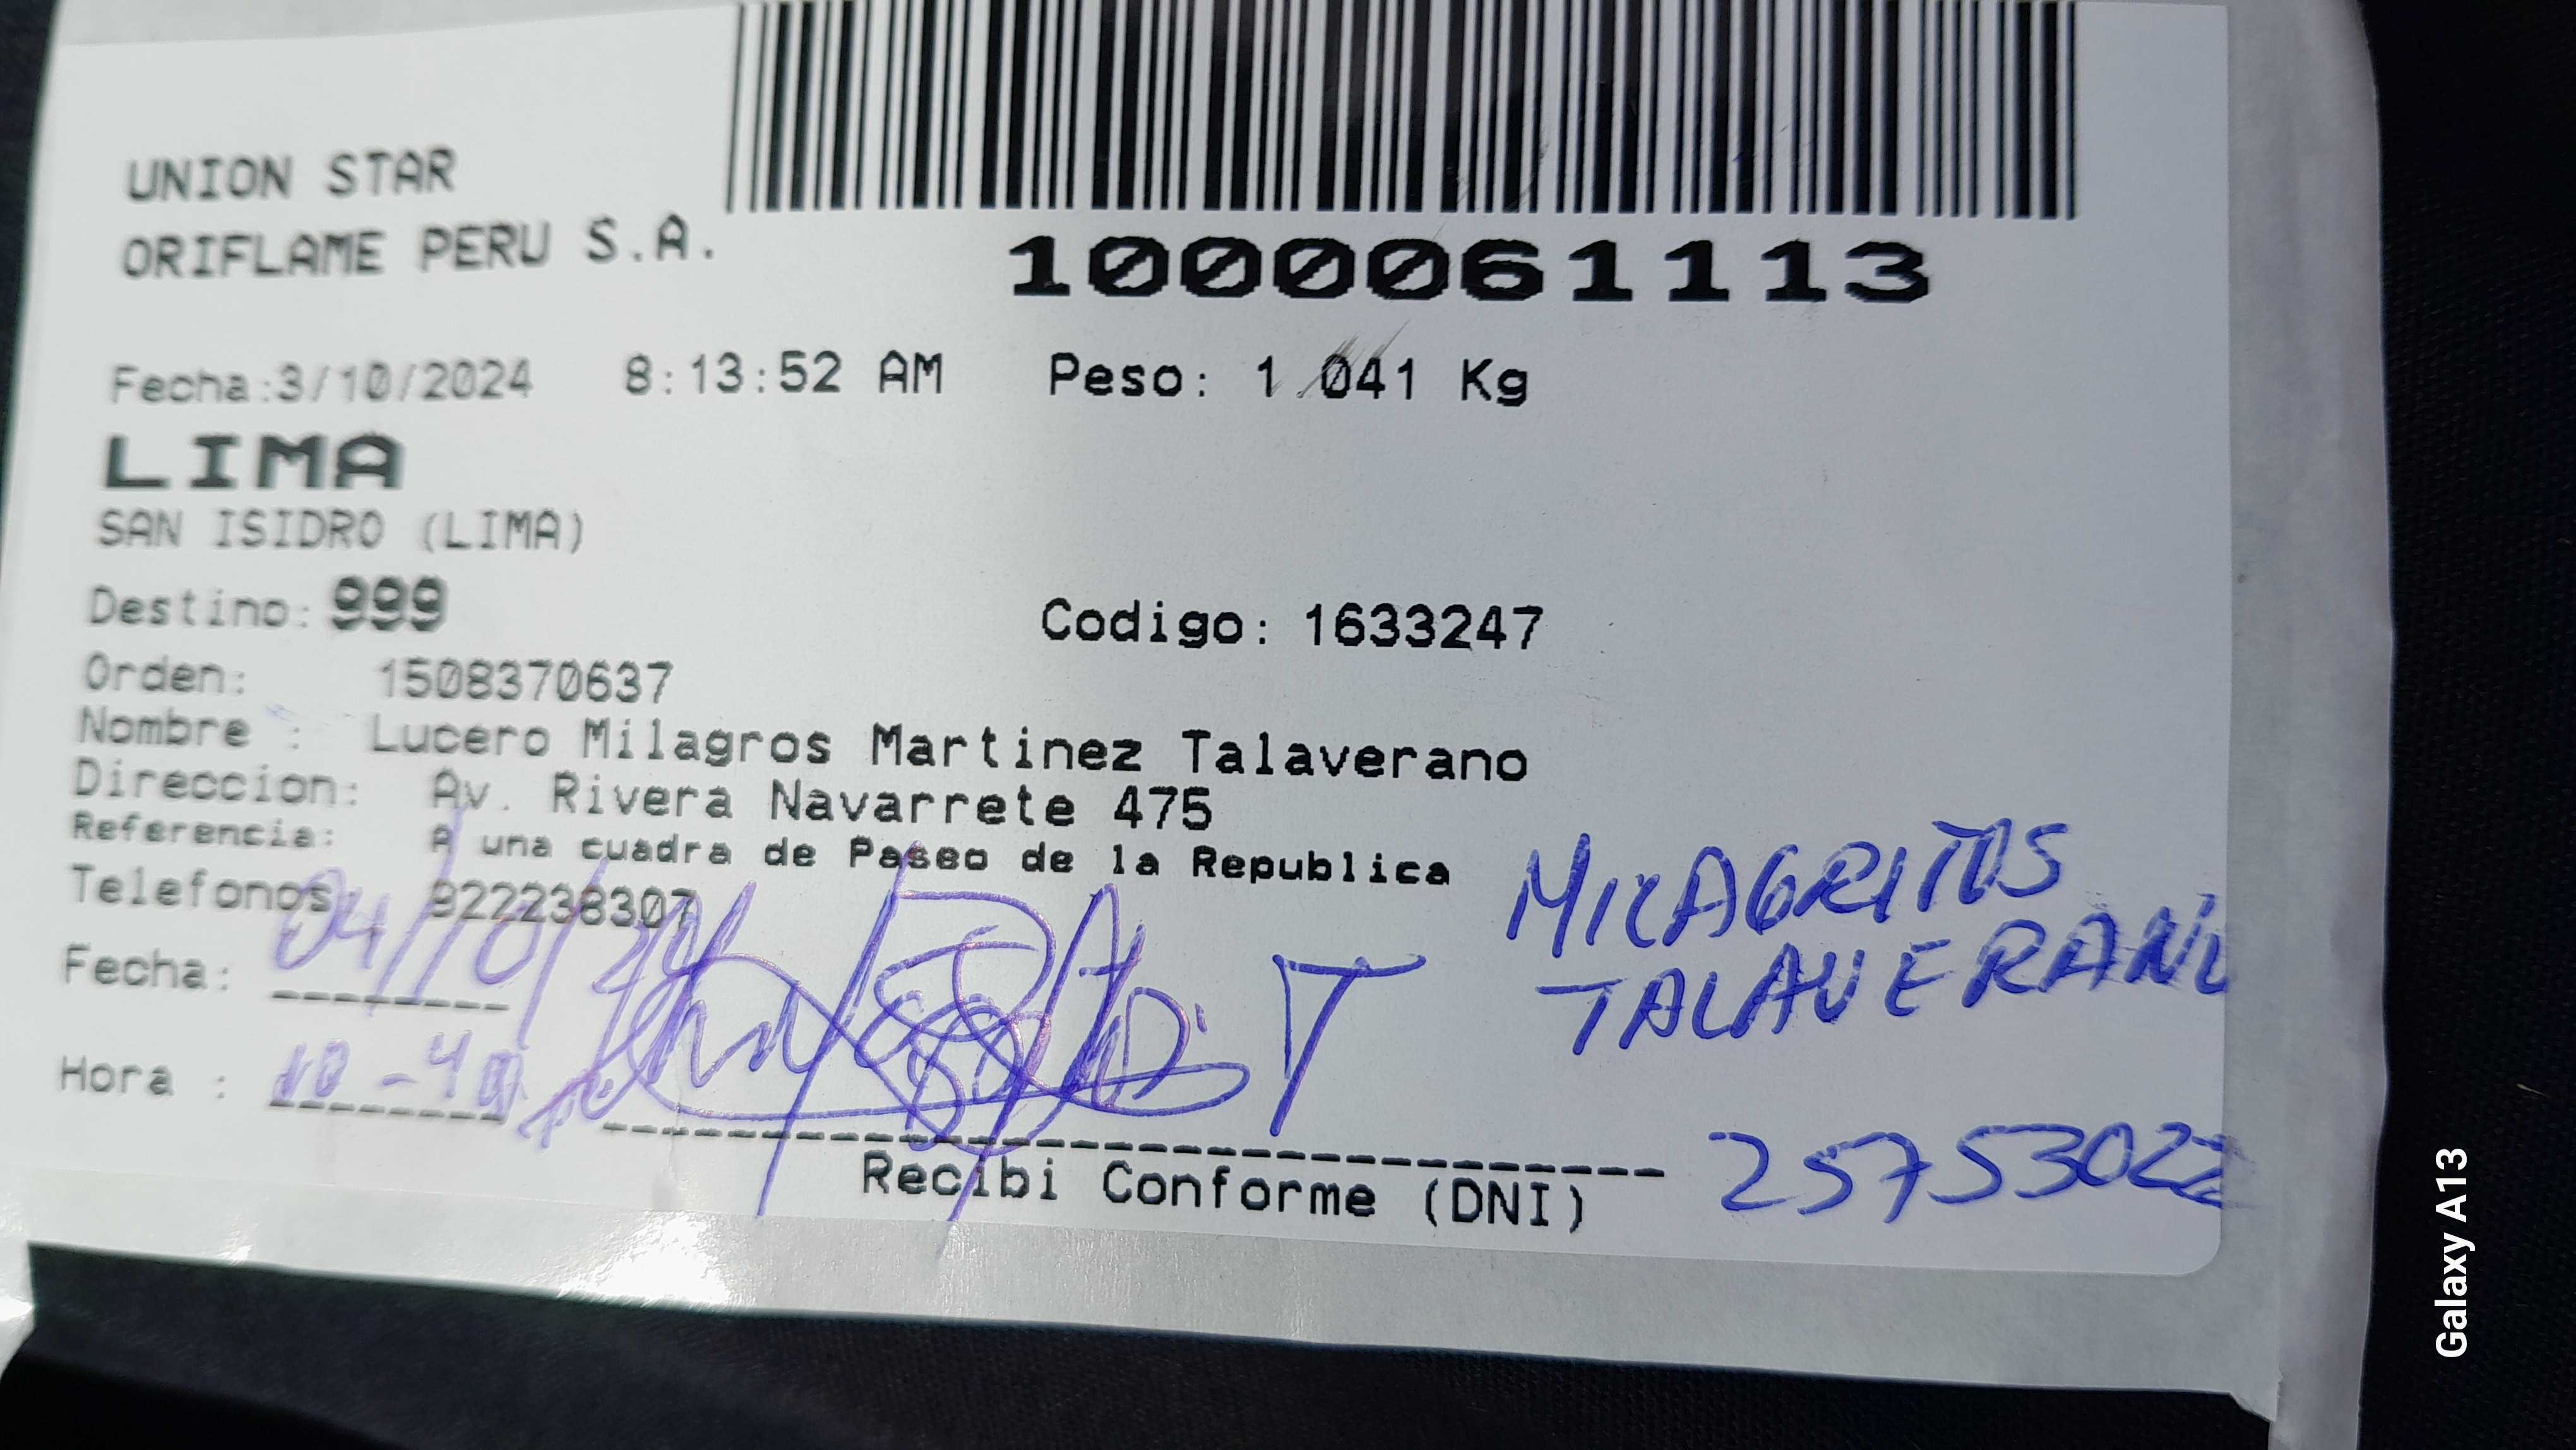 UNION STAR
ORIFLAME PERU S.A.
1000061113
Fecha:3/10/2024 8:13:52 AM Peso: 1.041 Kg
LIMA
SAN ISIDRO (LIMA)
Destino: 999 Codigo: 1633247
Orden: 1508370637
Nombre : Lucero Milagros Martinez Talaverano
Direccion: Av. Rivera Navarrete 475
Referencia: A una cuadra de Paseo de la Republica
Telefonos: 922238307
MILAGRITOS
TALAVERANO
Fecha: 04/10/24
Hora : 10-40
25753022
Recibi Conforme (DNI)
Galaxy A13